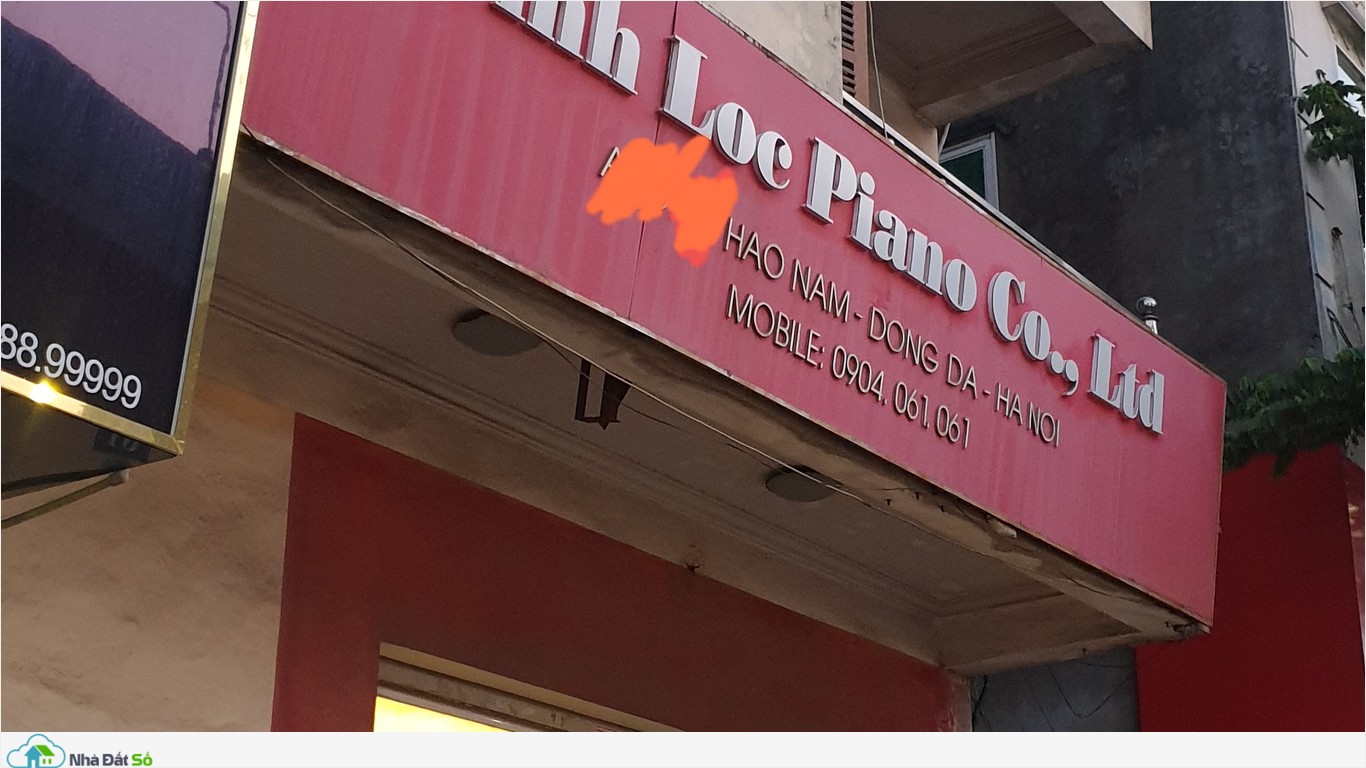 Loc Piano Co., Ltd
HAO NAM - DONG DA - HA NOI
MOBILE: 0904. 061. 061
88.99999
Nhà Đất Số